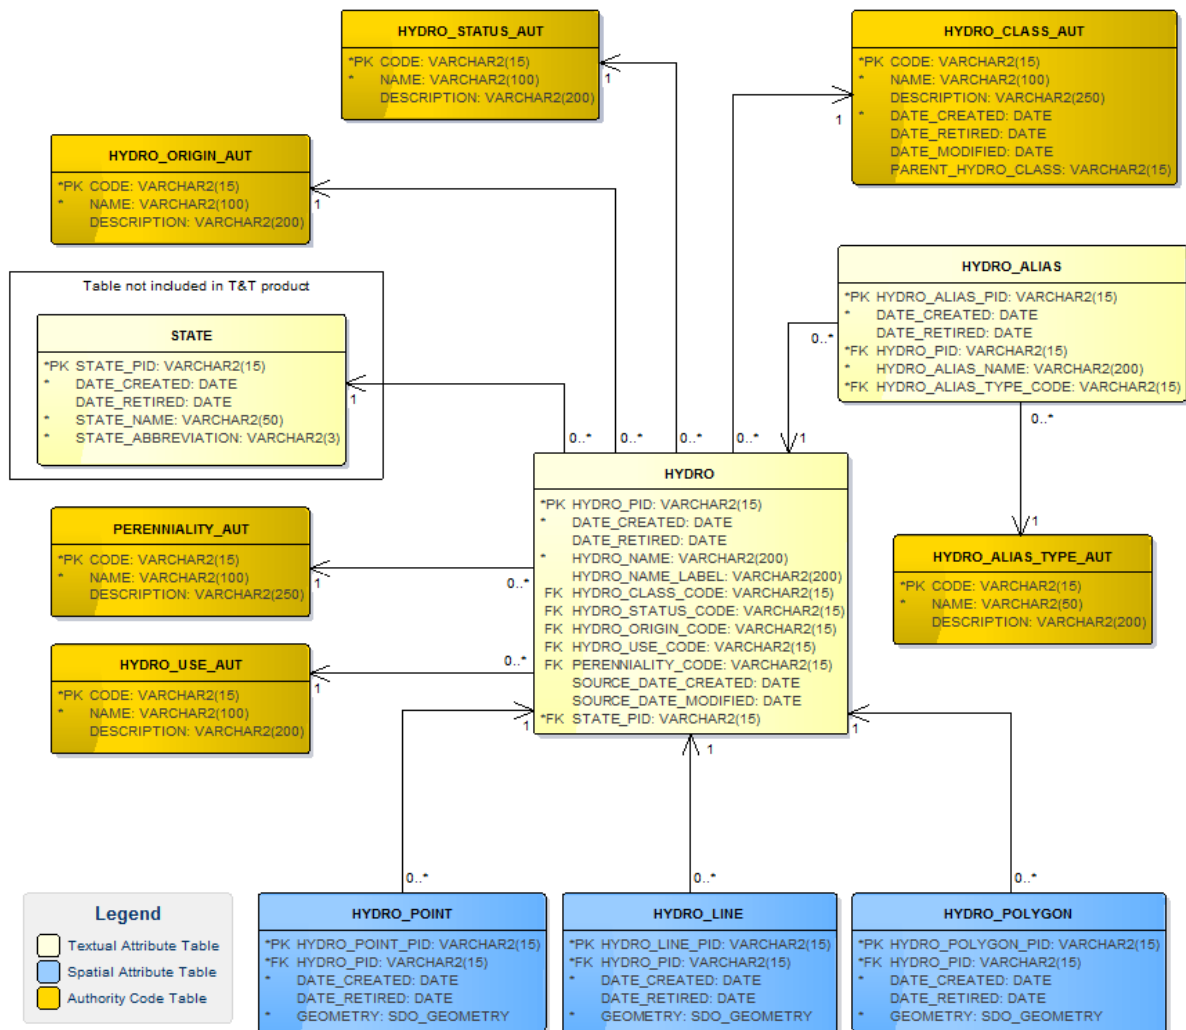 HYDRO_STATUS_AUT
*PK CODE: VARCHAR2(15)
* NAME: VARCHAR2(100)
DESCRIPTION: VARCHAR2(200)
1
HYDRO_CLASS_AUT
*PK CODE: VARCHAR2(15)
* NAME: VARCHAR2(100)
DESCRIPTION: VARCHAR2(250)
* DATE_CREATED: DATE
DATE_RETIRED: DATE
DATE_MODIFIED: DATE
PARENT_HYDRO_CLASS: VARCHAR2(15)
1
HYDRO_ORIGIN_AUT
*PK CODE: VARCHAR2(15)
* NAME: VARCHAR2(100)
DESCRIPTION: VARCHAR2(200)
1
HYDRO_ALIAS
*PK HYDRO_ALIAS_PID: VARCHAR2(15)
* DATE_CREATED: DATE
DATE_RETIRED: DATE
*FK HYDRO_PID: VARCHAR2(15)
* HYDRO_ALIAS_NAME: VARCHAR2(200)
*FK HYDRO_ALIAS_TYPE_CODE: VARCHAR2(15)
0..*
0..*
Table not included in T&T product
STATE
*PK STATE_PID: VARCHAR2(15)
* DATE_CREATED: DATE
DATE_RETIRED: DATE
* STATE_NAME: VARCHAR2(50)
* STATE_ABBREVIATION: VARCHAR2(3)
1
0..* 0..* 0..* 0..* 1
HYDRO
*PK HYDRO_PID: VARCHAR2(15)
* DATE_CREATED: DATE
DATE_RETIRED: DATE
* HYDRO_NAME: VARCHAR2(200)
HYDRO_NAME_LABEL: VARCHAR2(200)
FK HYDRO_CLASS_CODE: VARCHAR2(15)
FK HYDRO_STATUS_CODE: VARCHAR2(15)
FK HYDRO_ORIGIN_CODE: VARCHAR2(15)
FK HYDRO_USE_CODE: VARCHAR2(15)
FK PERENNIALITY_CODE: VARCHAR2(15)
SOURCE_DATE_CREATED: DATE
SOURCE_DATE_MODIFIED: DATE
*FK STATE_PID: VARCHAR2(15)
PERENNIALITY_AUT
*PK CODE: VARCHAR2(15)
* NAME: VARCHAR2(100)
DESCRIPTION: VARCHAR2(250)
1
0..*
1
HYDRO_ALIAS_TYPE_AUT
*PK CODE: VARCHAR2(15)
* NAME: VARCHAR2(50)
DESCRIPTION: VARCHAR2(200)
HYDRO_USE_AUT
*PK CODE: VARCHAR2(15)
* NAME: VARCHAR2(100)
DESCRIPTION: VARCHAR2(200)
1
0..*
1
1
1
0..*
0..*
0..*
Legend
Textual Attribute Table
Spatial Attribute Table
Authority Code Table
HYDRO_POINT
*PK HYDRO_POINT_PID: VARCHAR2(15)
*FK HYDRO_PID: VARCHAR2(15)
* DATE_CREATED: DATE
DATE_RETIRED: DATE
* GEOMETRY: SDO_GEOMETRY
HYDRO_LINE
*PK HYDRO_LINE_PID: VARCHAR2(15)
*FK HYDRO_PID: VARCHAR2(15)
* DATE_CREATED: DATE
DATE_RETIRED: DATE
* GEOMETRY: SDO_GEOMETRY
HYDRO_POLYGON
*PK HYDRO_POLYGON_PID: VARCHAR2(15)
*FK HYDRO_PID: VARCHAR2(15)
* DATE_CREATED: DATE
DATE_RETIRED: DATE
* GEOMETRY: SDO_GEOMETRY